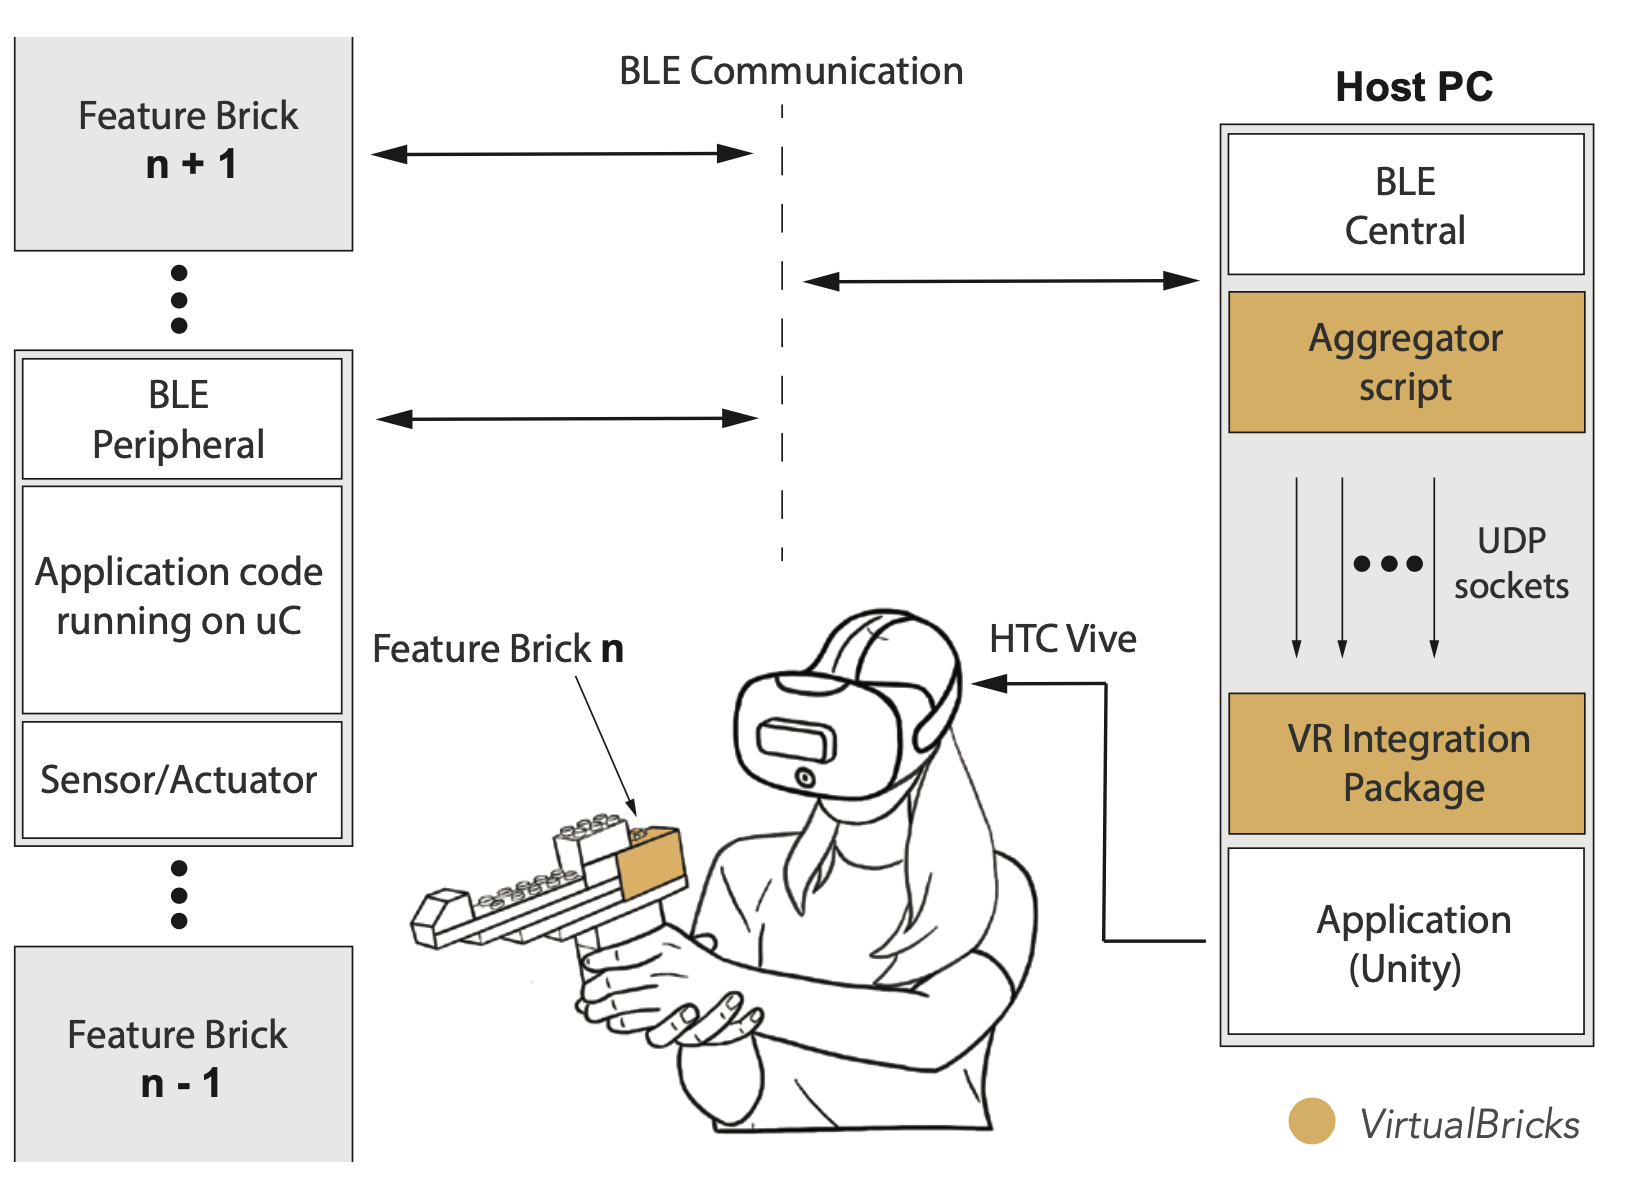 Feature Brick
n + 1
BLE
Peripheral
Application code
running on uC
Sensor/Actuator
Feature Brick
n - 1
BLE Communication
Feature Brick n
HTC Vive
Host PC
BLE
Central
Aggregator
script
UDP
sockets
VR Integration
Package
Application
(Unity)
VirtualBricks